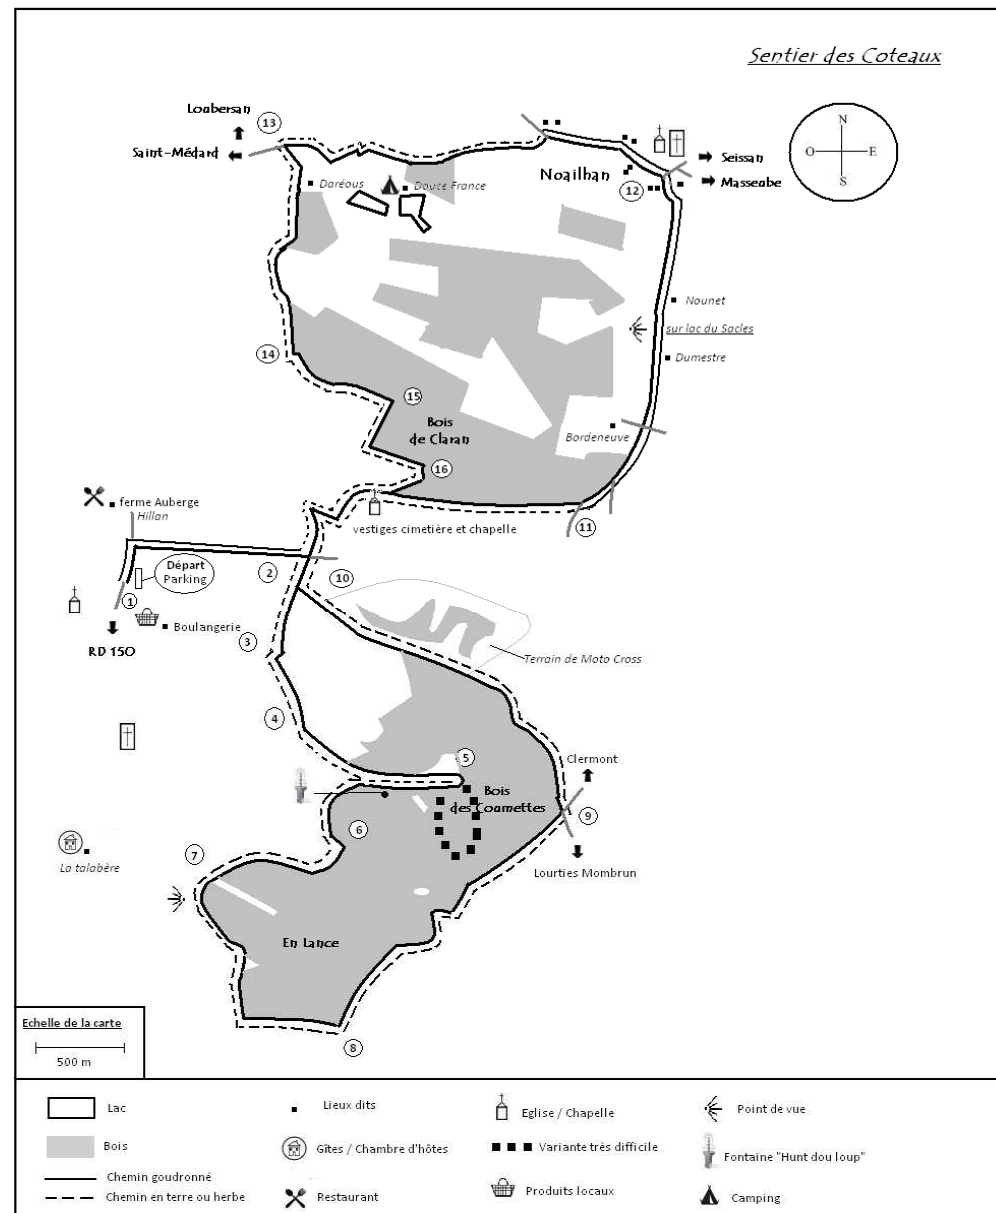 Sentier des Coteaux
Loubersan
13
Saint-Médard
N
O
E
S
Seissan
Masseube
Noailhan
12
Daréous
Douce France
Nounet
sur lac du Sacles
Dumestre
14
15
Bois
de Claran
Bordeneuve
16
ferme Auberge
Hillan
vestiges cimetière et chapelle
11
Départ
Parking
2
10
1
Boulangerie
3
RD 150
Terrain de Moto Cross
4
5
Clermont
Bois
des Coumettes
9
6
7
La talabère
Lourties Mombrun
En Lance
8
Echelle de la carte
500 m
Lac
Lieux dits
Eglise / Chapelle
Point de vue
Bois
Gîtes / Chambre d'hôtes
Variante très difficile
Fontaine "Hunt dou loup"
Chemin goudronné
Chemin en terre ou herbe
Restaurant
Produits locaux
Camping